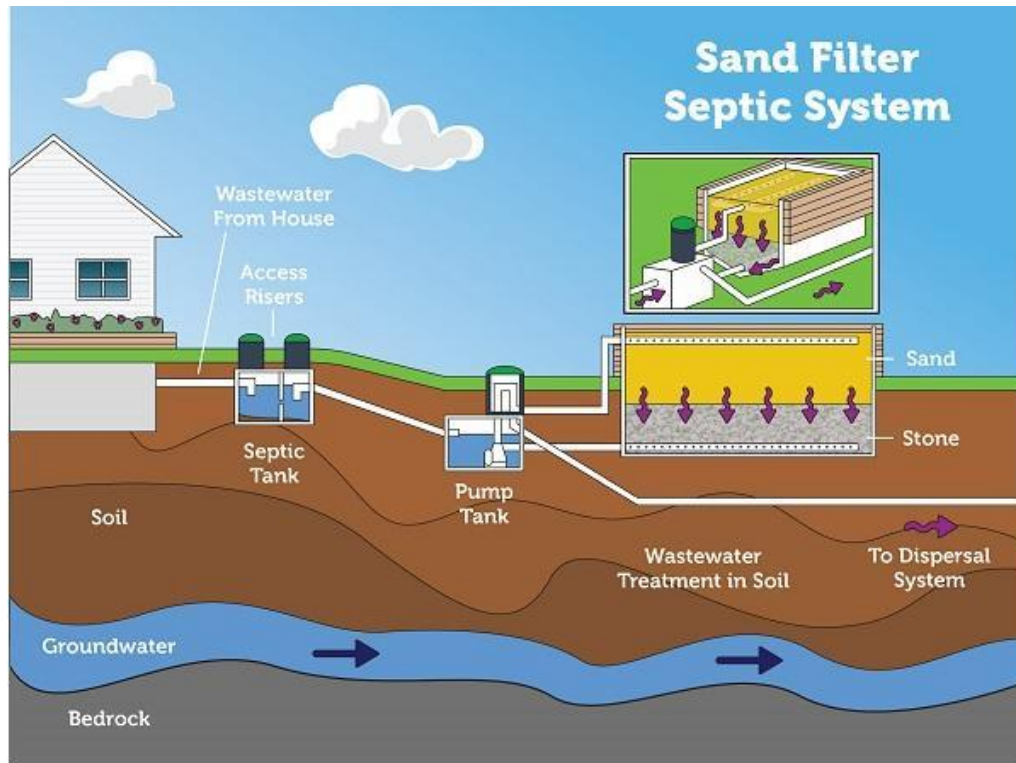 Sand Filter
Septic System
Wastewater
From House
Access
Risers
Sand
Stone
Septic
Tank
Pump
Tank
Soil
Wastewater
Treatment in Soil
To Dispersal
System
Groundwater
Bedrock